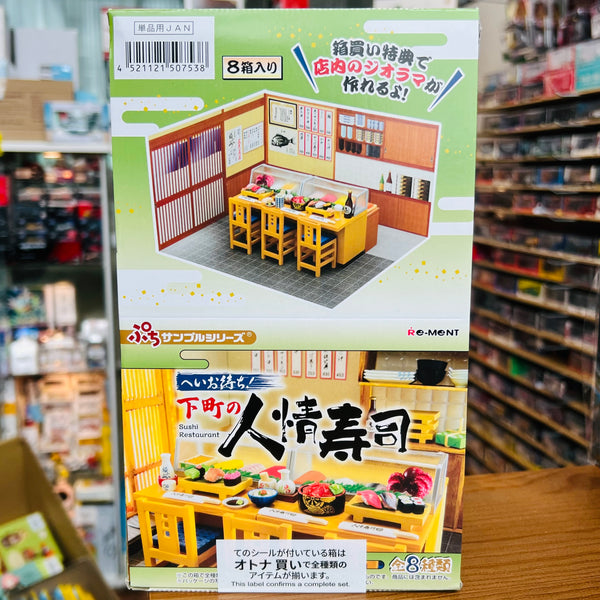 単品用JAN
4 521121 507538
8箱入り
箱買い特典で
店内のジオラマが
作れるよ!
ぷちサンプルシリーズ®
RE-MENT
へいお待ち!
下町の
人情寿司
Sushi
Restaurant
てのシールが付いている箱は
オトナ買いで全種類の
アイテムが揃います。
This label confirms a complete set.
全8種類